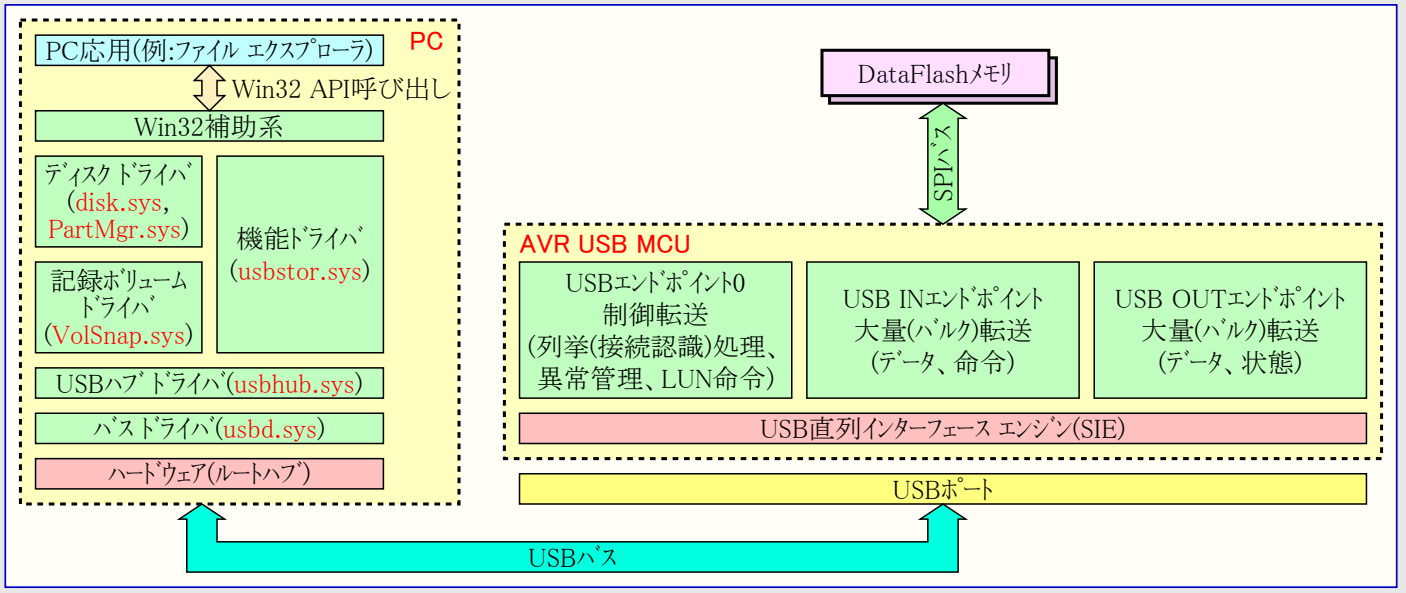 PC
PC応用(例:ファイル エクスプローラ)
Win32 API呼び出し
Win32補助系
ディスク ドライバ
(disk.sys,
PartMgr.sys)
機能ドライバ
(usbstor.sys)
記録ボリューム
ドライバ
(VolSnap.sys)
USBハブ ドライバ(usbhub.sys)
バス ドライバ(usbd.sys)
ハードウェア(ルートハブ)
DataFlashメモリ
SPIバス
AVR USB MCU
USBエンドポイント0
制御転送
(列挙(接続認識)処理、
異常管理、LUN命令)
USB INエンドポイント
大量(バルク)転送
(データ、命令)
USB OUTエンドポイント
大量(バルク)転送
(データ、状態)
USB直列インターフェース エンジン(SIE)
USBポート
USBバス